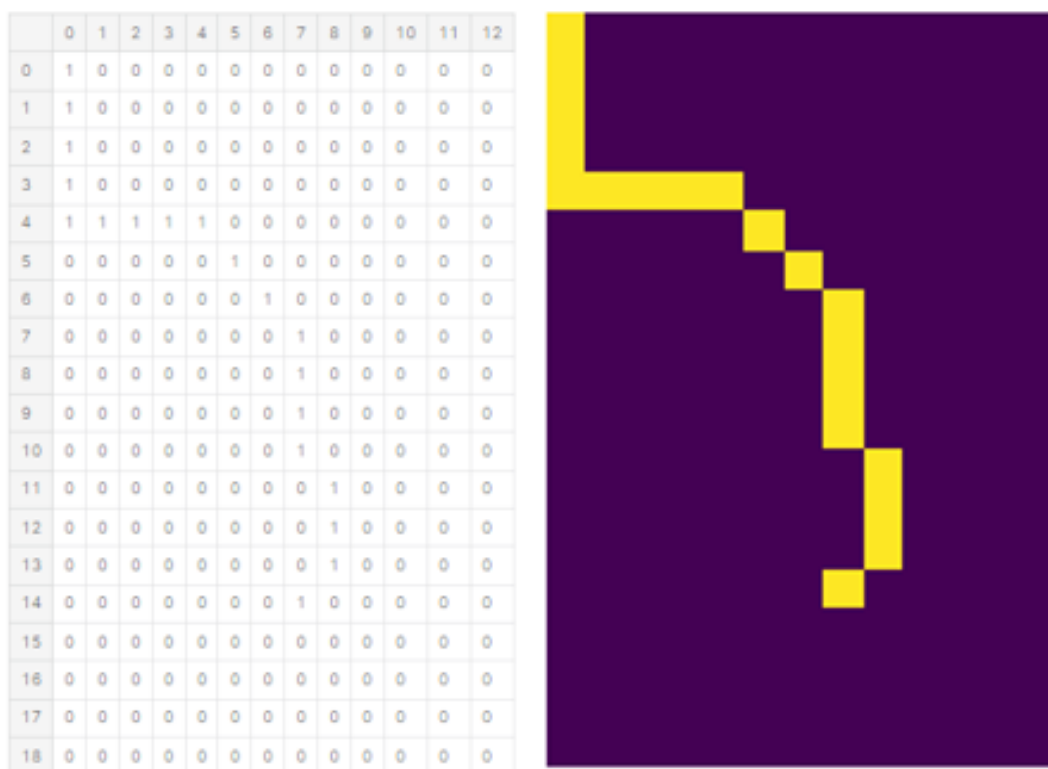 0 1 2 3 4 5 6 7 8 9 10 11 12
0 1 0 0 0 0 0 0 0 0 0 0 0 0
1 1 0 0 0 0 0 0 0 0 0 0 0 0
2 1 0 0 0 0 0 0 0 0 0 0 0 0
3 1 0 0 0 0 0 0 0 0 0 0 0 0
4 1 1 1 1 1 0 0 0 0 0 0 0 0
5 0 0 0 0 0 1 0 0 0 0 0 0 0
6 0 0 0 0 0 0 1 0 0 0 0 0 0
7 0 0 0 0 0 0 0 1 0 0 0 0 0
8 0 0 0 0 0 0 0 1 0 0 0 0 0
9 0 0 0 0 0 0 0 1 0 0 0 0 0
10 0 0 0 0 0 0 0 1 0 0 0 0 0
11 0 0 0 0 0 0 0 0 1 0 0 0 0
12 0 0 0 0 0 0 0 0 1 0 0 0 0
13 0 0 0 0 0 0 0 0 1 0 0 0 0
14 0 0 0 0 0 0 0 1 0 0 0 0 0
15 0 0 0 0 0 0 0 0 0 0 0 0 0
16 0 0 0 0 0 0 0 0 0 0 0 0 0
17 0 0 0 0 0 0 0 0 0 0 0 0 0
18 0 0 0 0 0 0 0 0 0 0 0 0 0